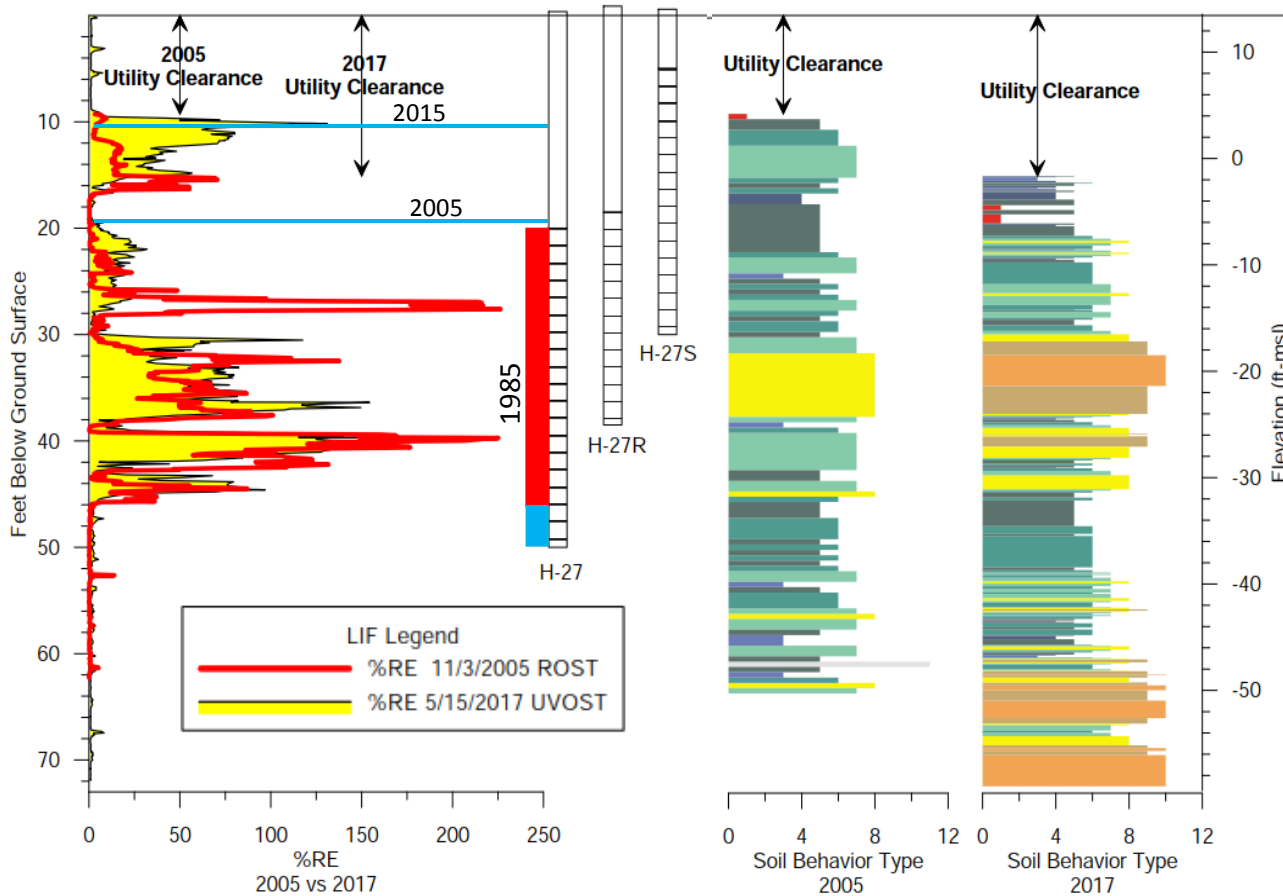 2005
Utility Clearance
2017
Utility Clearance
Utility Clearance
Utility Clearance
2015
2005
1985
H-27
H-27R
H-27S
Feet Below Ground Surface
10
20
30
40
50
60
70
LIF Legend
%RE 11/3/2005 ROST
%RE 5/15/2017 UVOST
0 50 100 150 200 250
%RE
2005 vs 2017
0 4 8 12
Soil Behavior Type
2005
0 4 8 12
Soil Behavior Type
2017
10
0
-10
-20
-30
-40
-50
Elevation (ft-msl)